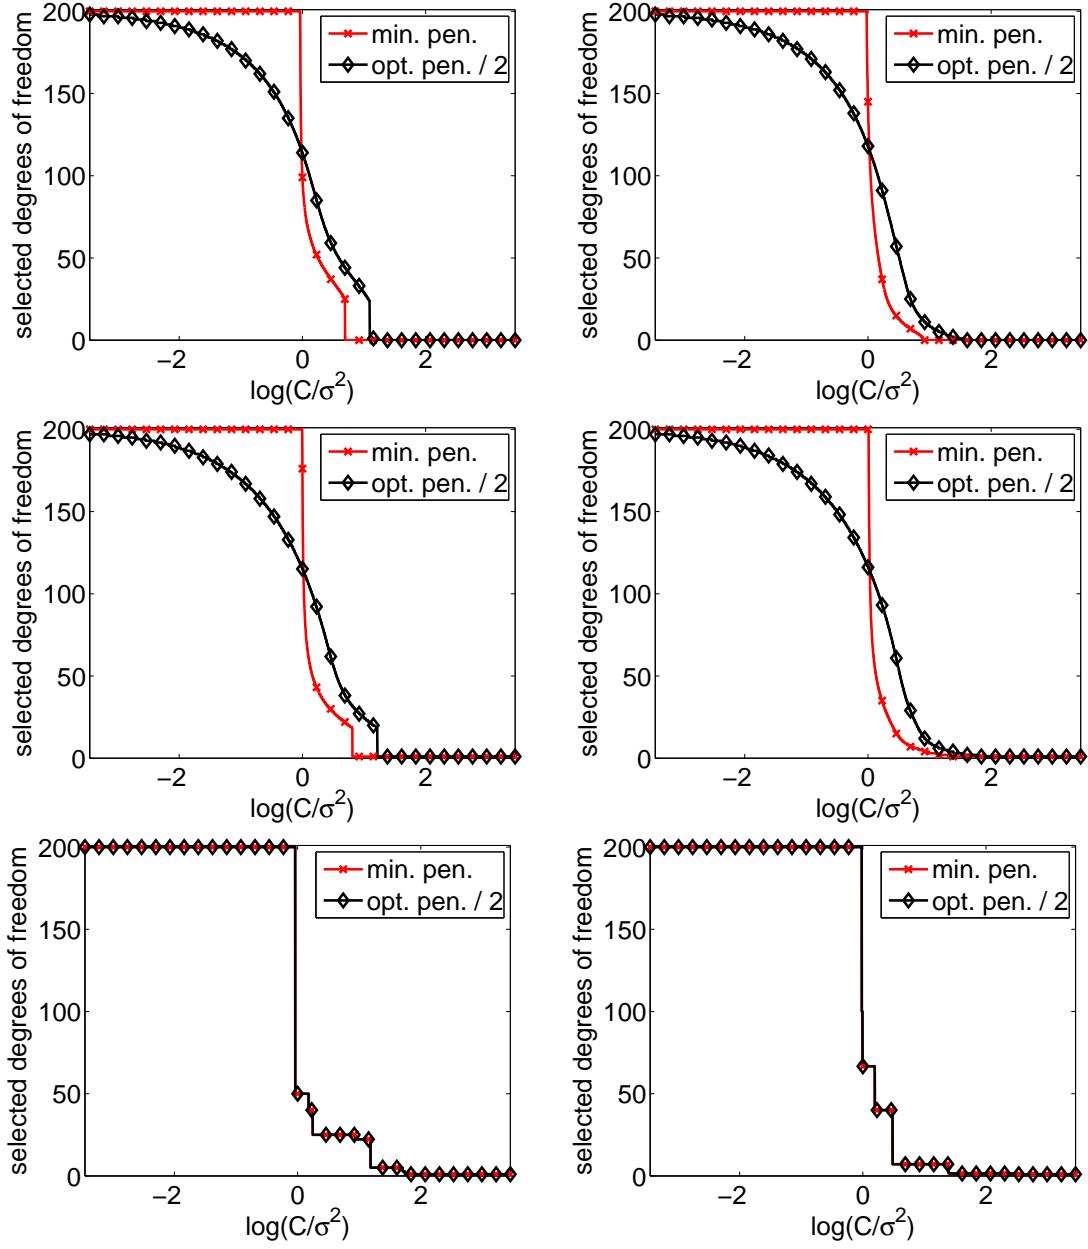 200
150
100
50
0
selected degrees of freedom
min. pen.
opt. pen. / 2
−2
0
2
log(C/σ²)
200
150
100
50
0
selected degrees of freedom
min. pen.
opt. pen. / 2
−2
0
2
log(C/σ²)
200
150
100
50
0
selected degrees of freedom
min. pen.
opt. pen. / 2
−2
0
2
log(C/σ²)
200
150
100
50
0
selected degrees of freedom
min. pen.
opt. pen. / 2
−2
0
2
log(C/σ²)
200
150
100
50
0
selected degrees of freedom
min. pen.
opt. pen. / 2
−2
0
2
log(C/σ²)
200
150
100
50
0
selected degrees of freedom
min. pen.
opt. pen. / 2
−2
0
2
log(C/σ²)